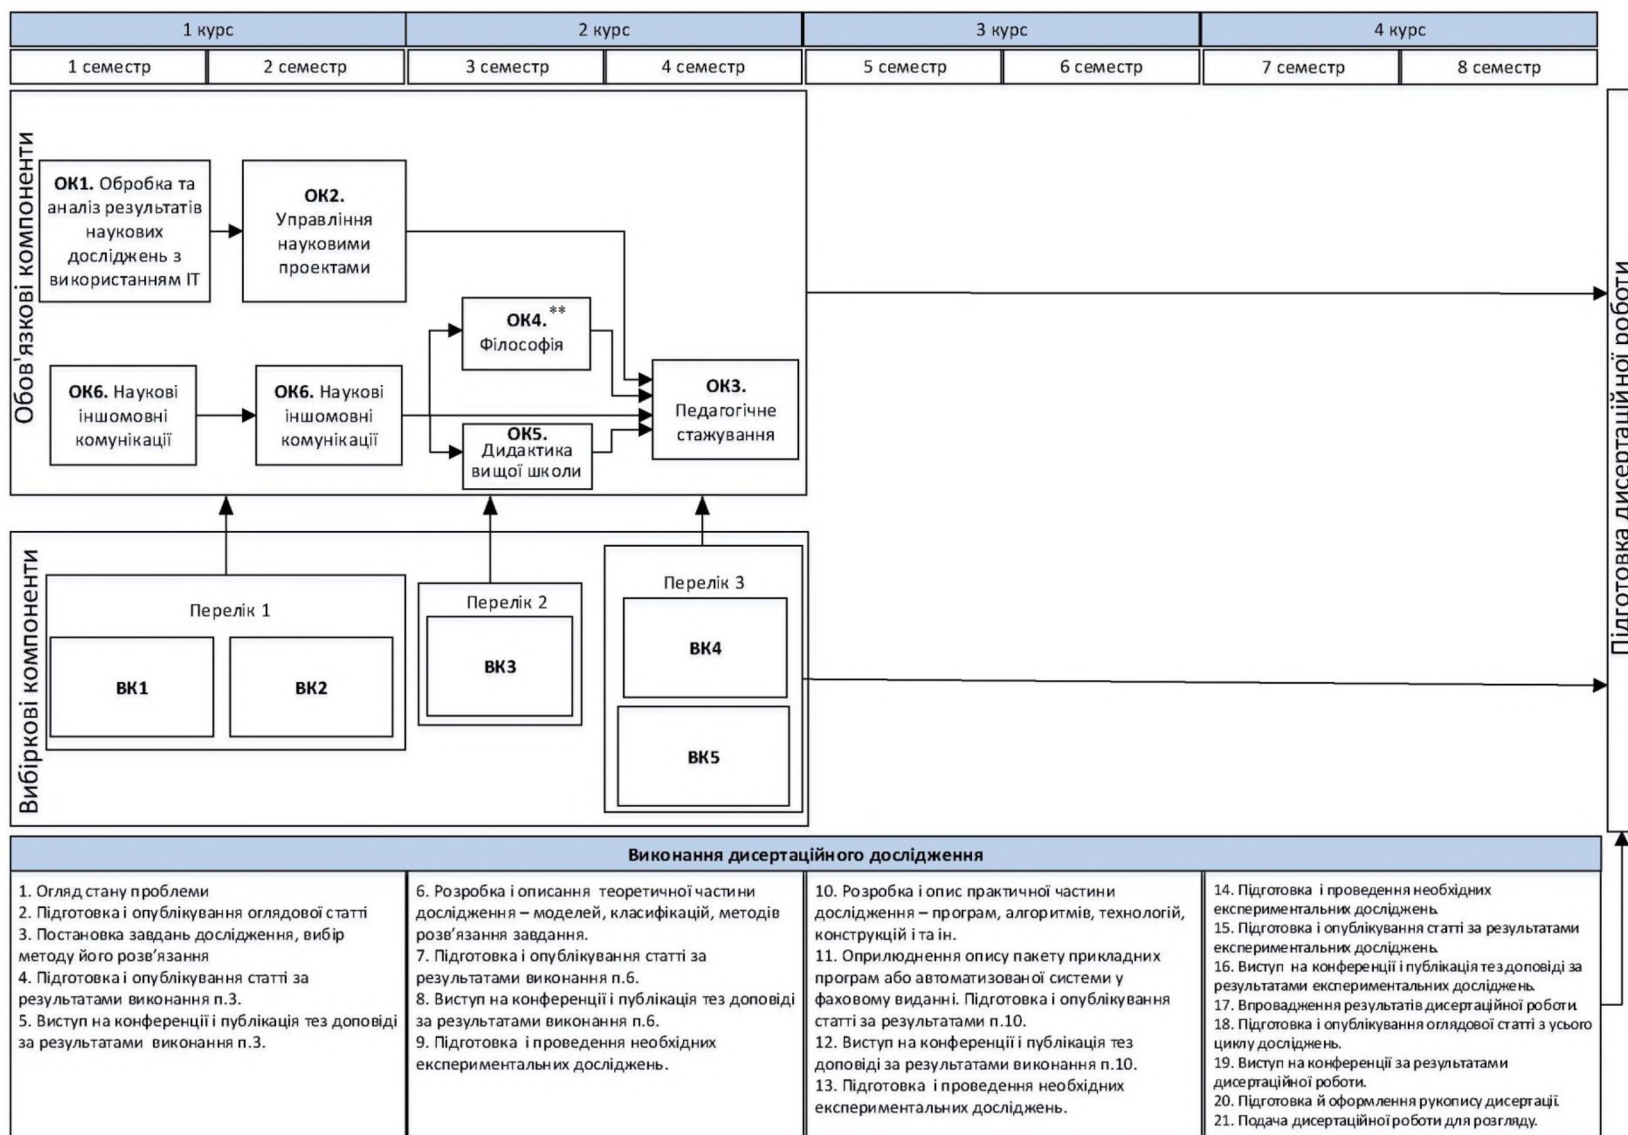 1 курс
2 курс
3 курс
4 курс
1 семестр
2 семестр
3 семестр
4 семестр
5 семестр
6 семестр
7 семестр
8 семестр
Обов'язкові компоненти
ОК1. Обробка та
аналіз результатів
наукових
досліджень з
використанням ІТ
ОК2.
Управління
науковими
проектами
ОК4.**
Філософія
ОК6. Наукові
іншомовні
комунікації
ОК6. Наукові
іншомовні
комунікації
ОК5.
Дидактика
вищої школи
ОК3.
Педагогічне
стажування
Підготовка дисертаційної роботи
Вибіркові компоненти
Перелік 1
ВК1
ВК2
Перелік 2
ВК3
Перелік 3
ВК4
ВК5
Виконання дисертаційного дослідження
1. Огляд стану проблеми
2. Підготовка і опублікування оглядової статті
3. Постановка завдань дослідження, вибір
методу його розв’язання
4. Підготовка і опублікування статті за
результатами виконання п.3.
5. Виступ на конференції і публікація тез доповіді
за результатами виконання п.3.
6. Розробка і описання теоретичної частини
дослідження – моделей, класифікацій, методів
розв’язання завдання.
7. Підготовка і опублікування статті за
результатами виконання п.6.
8. Виступ на конференції і публікація тез доповіді
за результатами виконання п.6.
9. Підготовка і проведення необхідних
експериментальних досліджень.
10. Розробка і опис практичної частини
дослідження – програм, алгоритмів, технологій,
конструкцій і та ін.
11. Оприлюднення опису пакету прикладних
програм або автоматизованої системи у
фаховому виданні. Підготовка і опублікування
статті за результатами п.10.
12. Виступ на конференції і публікація тез
доповіді за результатами виконання п.10.
13. Підготовка і проведення необхідних
експериментальних досліджень.
14. Підготовка і проведення необхідних
експериментальних досліджень.
15. Підготовка і опублікування статті за результатами
експериментальних досліджень.
16. Виступ на конференції і публікація тез доповіді за
результатами експериментальних досліджень.
17. Впровадження результатів дисертаційної роботи.
18. Підготовка і опублікування оглядової статті з усього
циклу досліджень.
19. Виступ на конференції за результатами
дисертаційної роботи.
20. Підготовка й оформлення рукопису дисертації.
21. Подача дисертаційної роботи для розгляду.